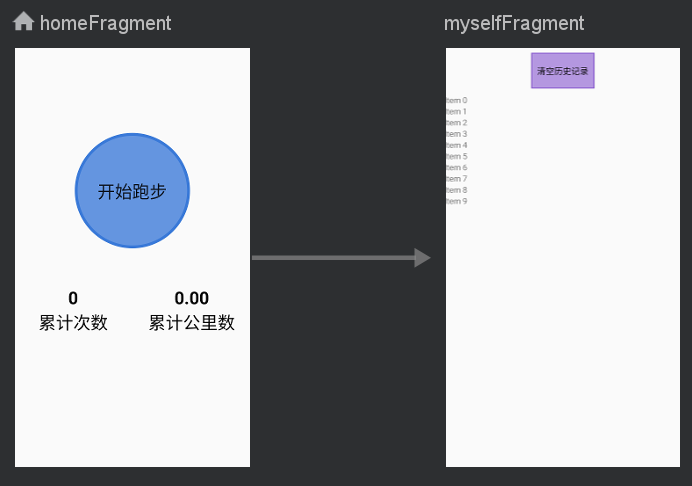 homeFragment
开始跑步
0
0.00
累计次数
累计公里数
myselfFragment
清空历史记录
Item 0
Item 1
Item 2
Item 3
Item 4
Item 5
Item 6
Item 7
Item 8
Item 9